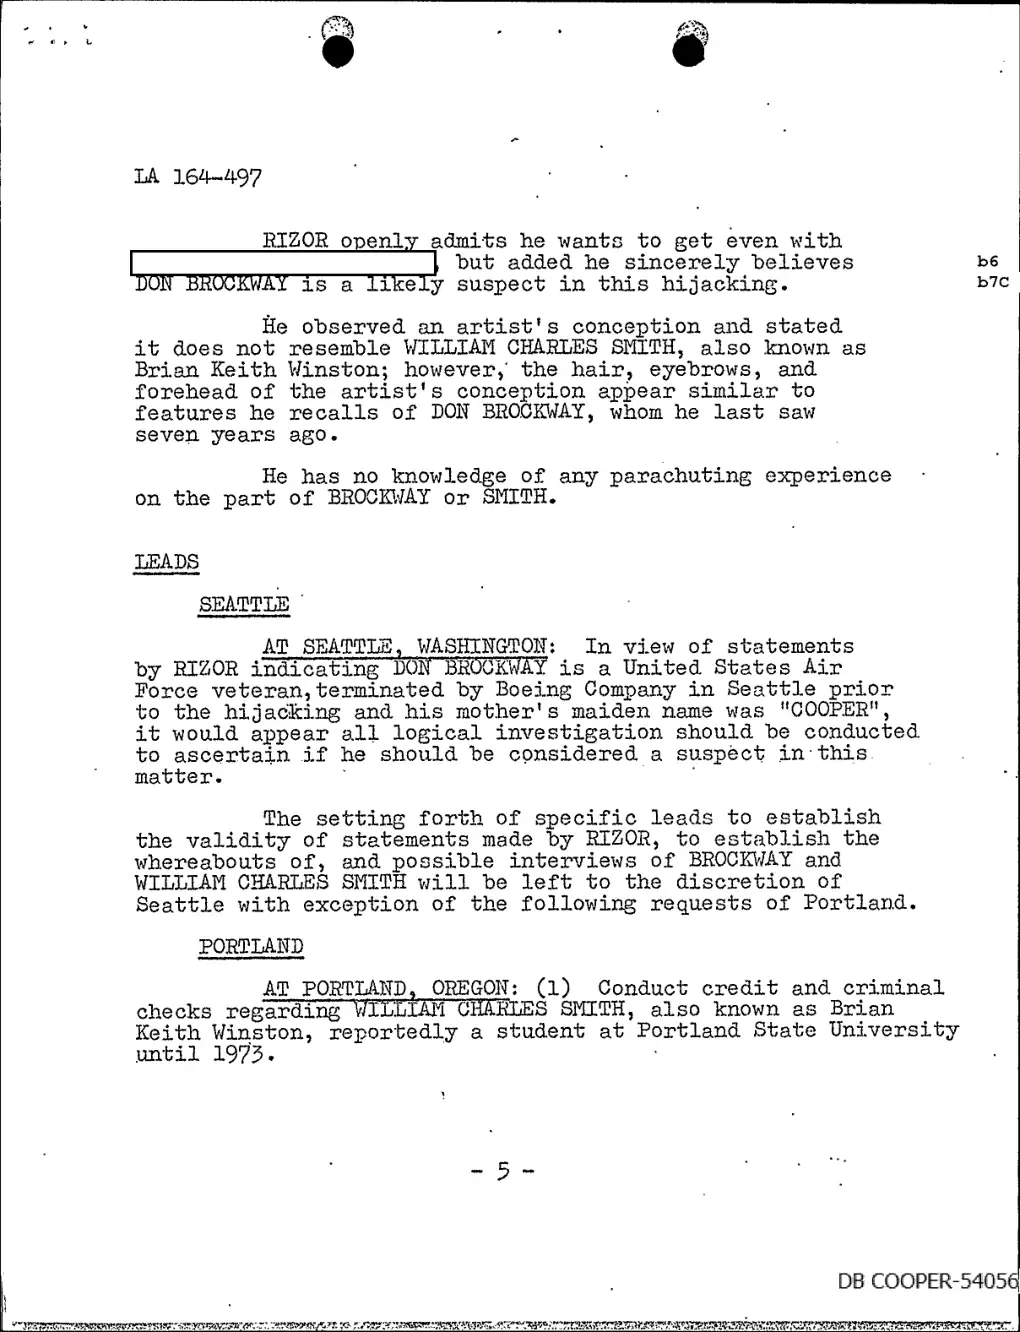 LA 164-497
RIZOR openly admits he wants to get even with
, but added he sincerely believes
b6
DON BROCKWAY is a likely suspect in this hijacking.
b7C
He observed an artist's conception and stated
it does not resemble WILLIAM CHARLES SMITH, also known as
Brian Keith Winston; however, the hair, eyebrows, and
forehead of the artist's conception appear similar to
features he recalls of DON BROCKWAY, whom he last saw
seven years ago.
He has no knowledge of any parachuting experience
on the part of BROCKWAY or SMITH.
LEADS
SEATTLE
AT SEATTLE, WASHINGTON: In view of statements
by RIZOR indicating DON BROCKWAY is a United States Air
Force veteran, terminated by Boeing Company in Seattle prior
to the hijacking and his mother's maiden name was "COOPER",
it would appear all logical investigation should be conducted
to ascertain if he should be considered a suspect in this
matter.
The setting forth of specific leads to establish
the validity of statements made by RIZOR, to establish the
whereabouts of, and possible interviews of BROCKWAY and
WILLIAM CHARLES SMITH will be left to the discretion of
Seattle with exception of the following requests of Portland.
PORTLAND
AT PORTLAND, OREGON: (1) Conduct credit and criminal
checks regarding WILLIAM CHARLES SMITH, also known as Brian
Keith Winston, reportedly a student at Portland State University
until 1973.
- 5 -
DB COOPER-54056